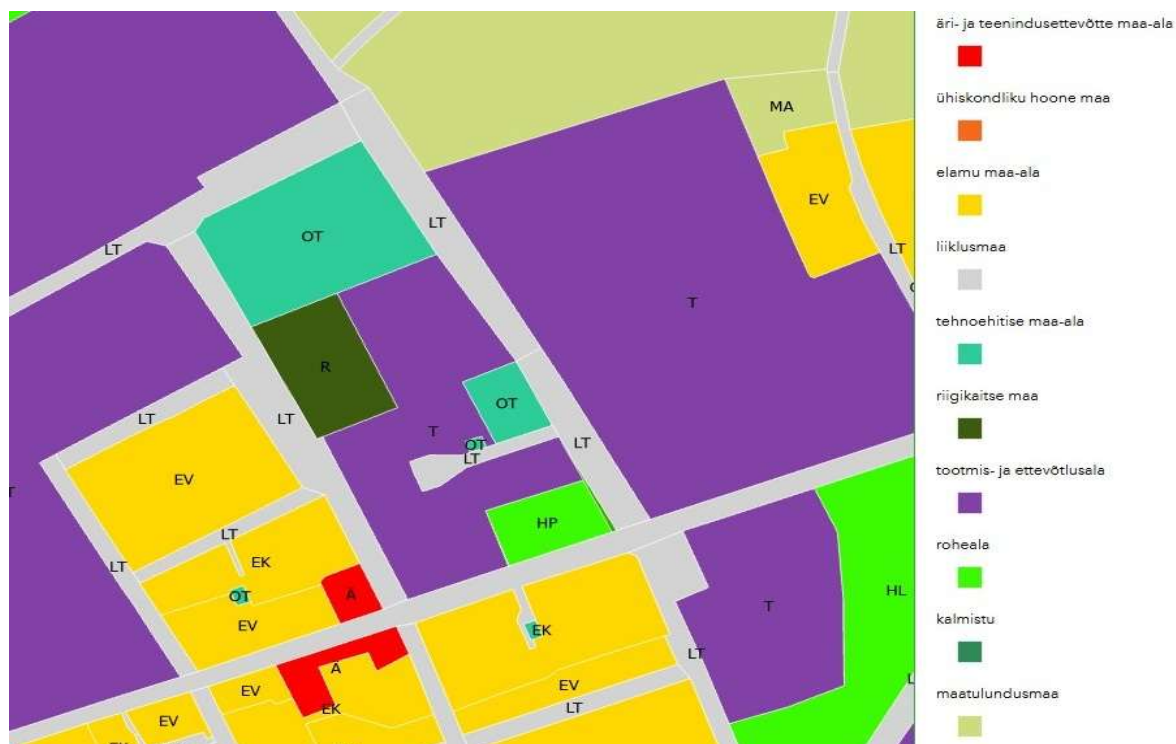 äri- ja teenindusettevõtte maa-ala
ühiskondliku hoone maa
elamu maa-ala
liiklusmaa
tehnoehitise maa-ala
riigikaitse maa
tootmis- ja ettevõtlusala
roheala
kalmistu
maatulundusmaa
MA
EV
LT
OT
LT
LT
T
R
OT
LT
LT
T
OT
LT
LT
EV
T
HP
LT
EK
LT
OT
Ä
EV
T
HL
EK
LT
A
EV
EV
EK
LT
EV